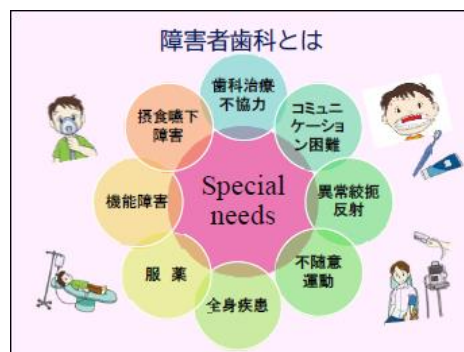 障害者歯科とは
歯科治療
不協力
コミュニ
ケーショ
ン困難
異常絞扼
反射
不随意
運動
全身疾患
服 薬
機能障害
摂食嚥下
障害
Special
needs